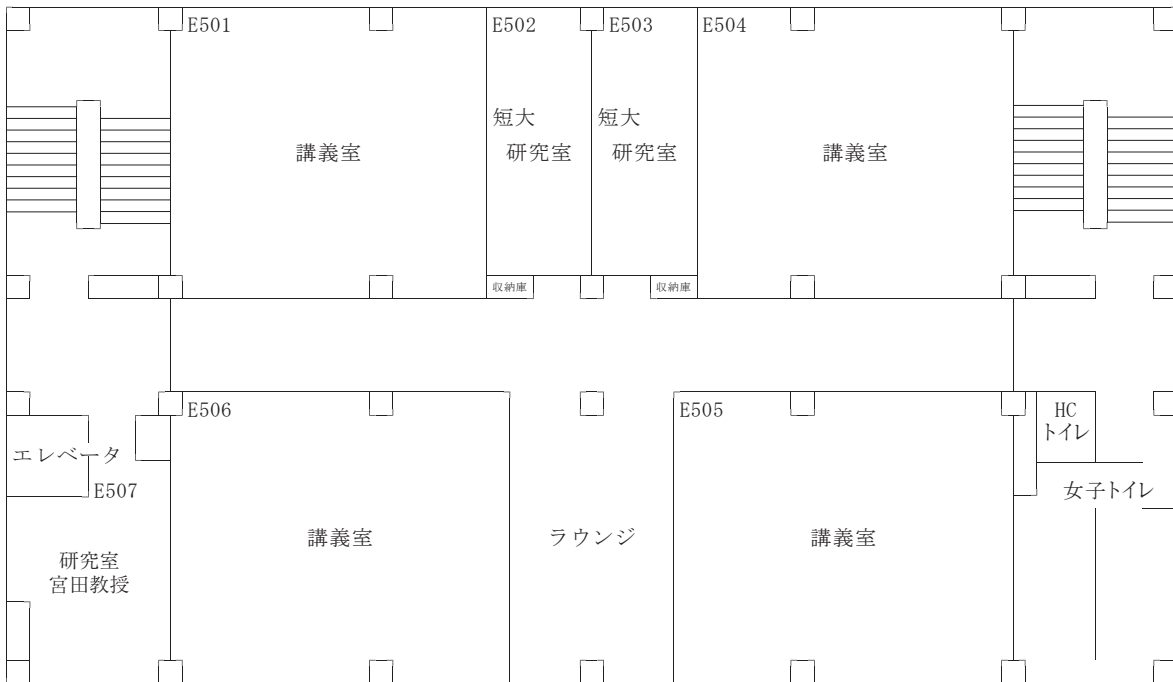 E501
E502
E503
E504
講義室
短大
研究室
短大
研究室
講義室
収納庫
収納庫
E506
E505
HC
トイレ
エレベータ
E507
女子トイレ
講義室
ラウンジ
講義室
研究室
宮田教授